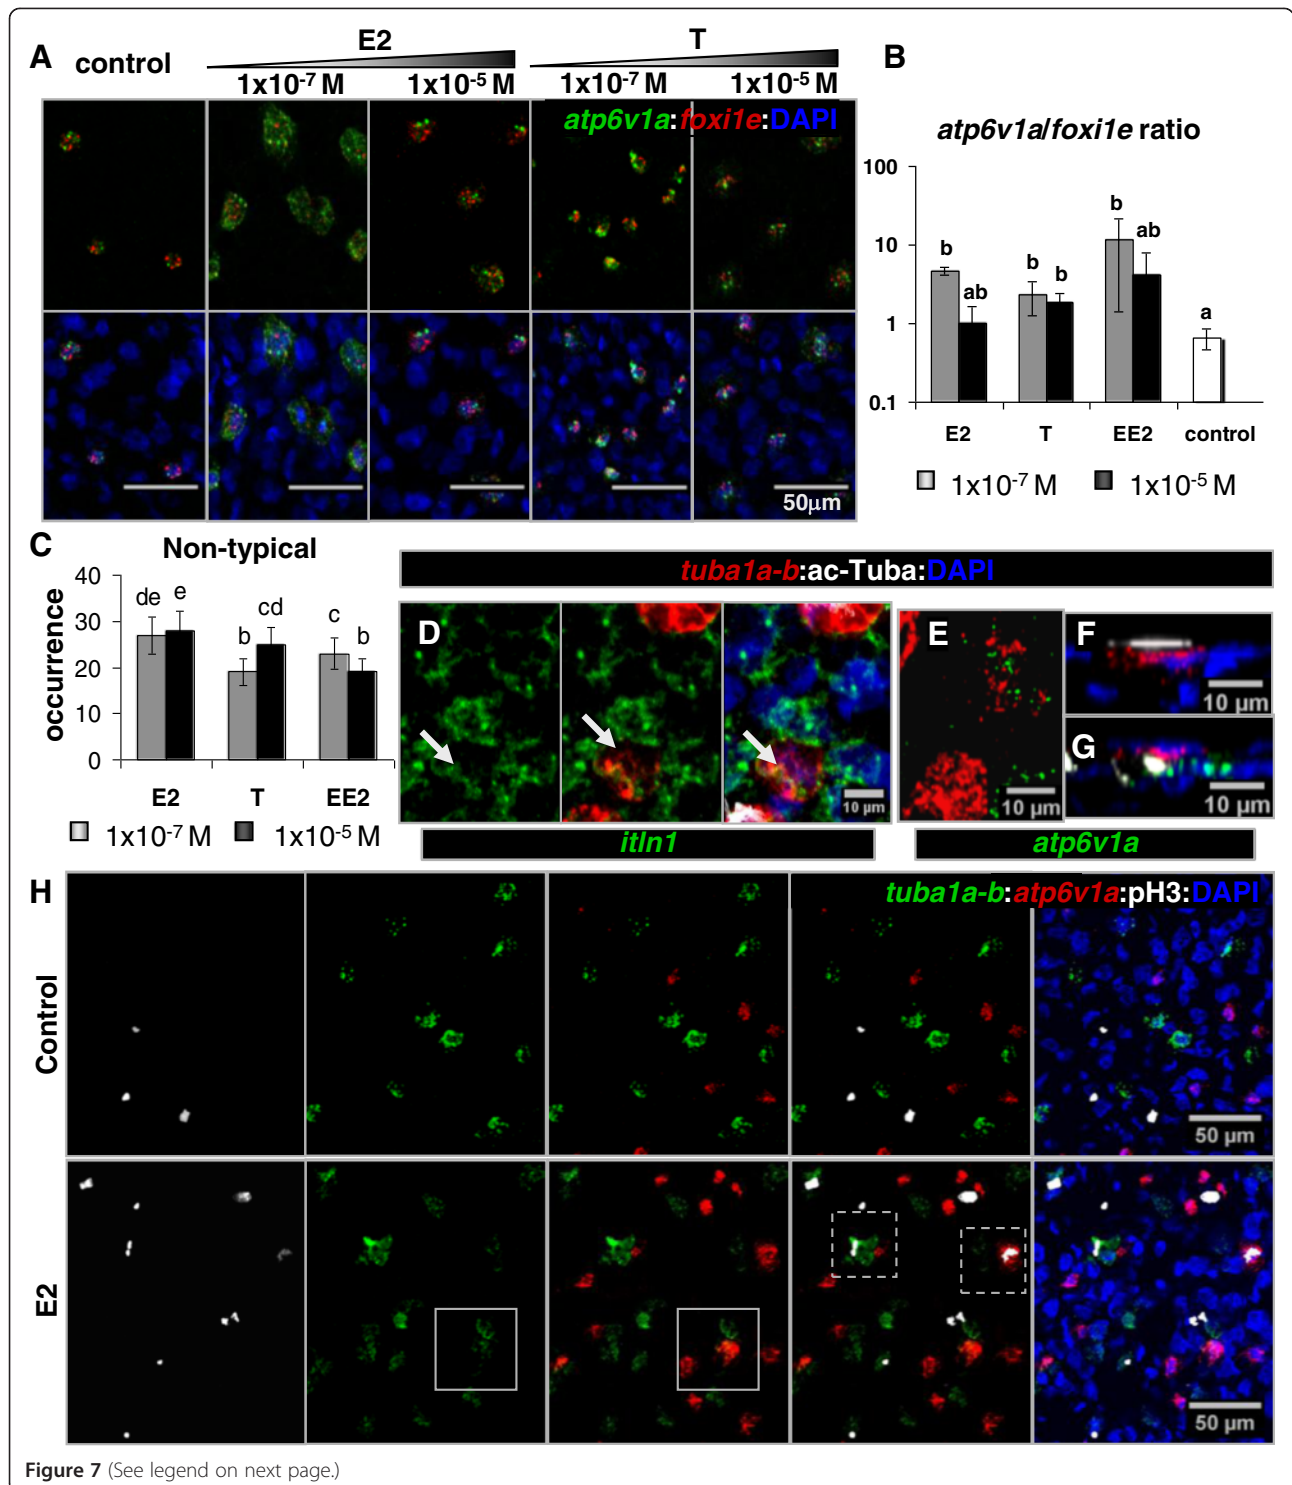 A
control
E2
T
1x10-7 M
1x10-5 M
1x10-7 M
1x10-5 M
atp6v1a:foxi1e:DAPI
50µm
B
atp6v1a/foxi1e ratio
100
10
1
0.1
b
ab
b
b
b
ab
a
E2
T
EE2
control
1x10-7 M
1x10-5 M
C
Non-typical
occurrence
40
30
20
10
0
de
e
b
cd
c
b
E2
T
EE2
1x10-7 M
1x10-5 M
tuba1a-b:ac-Tuba:DAPI
D
10 µm
E
10 µm
F
10 µm
G
10 µm
itln1
atp6v1a
H
tuba1a-b:atp6v1a:pH3:DAPI
Control
50 µm
E2
50 µm
Figure 7 (See legend on next page.)